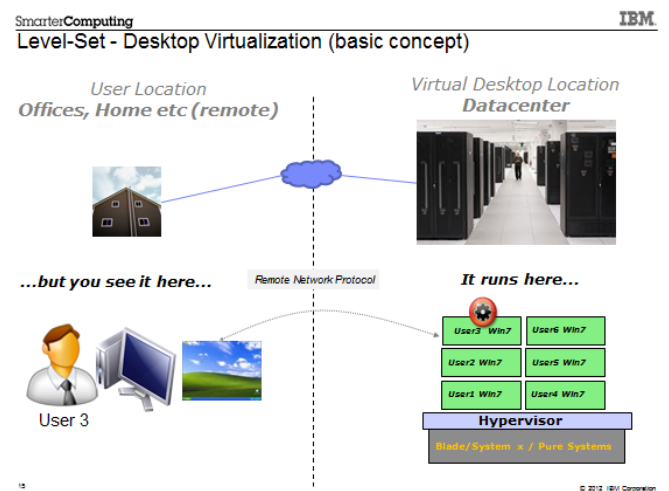 SmarterComputing
IBM.
Level-Set - Desktop Virtualization (basic concept)
User Location
Offices, Home etc (remote)
Virtual Desktop Location
Datacenter
...but you see it here...
Remote Network Protocol
It runs here...
User3 Win7
User6 Win7
User2 Win7
User5 Win7
User1 Win7
User4 Win7
Hypervisor
Blade/System x / Pure Systems
User 3
15
© 2012 IBM Corporation